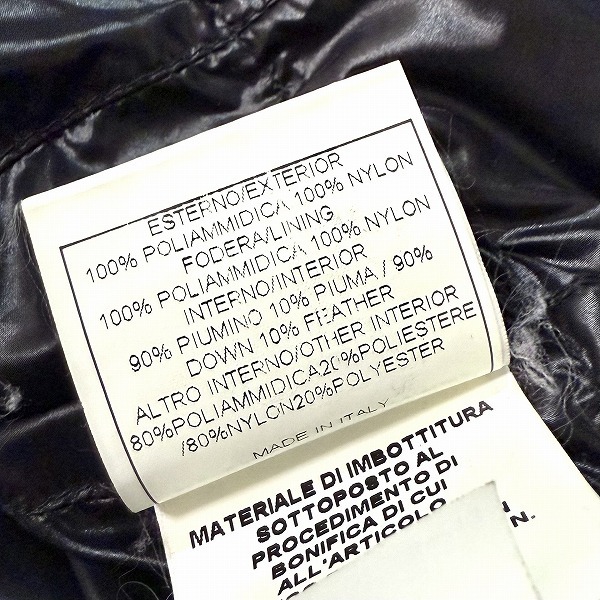 ESTERNO/EXTERIOR
100% POLIAMMIDICA 100% NYLON
FODERA/LINING
100% POLIAMMIDICA 100% NYLON
INTERNO/INTERIOR
90% PIUMINO 10% PIUMA / 90%
DOWN 10% FEATHER
ALTRO INTERNO/OTHER INTERIOR
80%POLIAMMIDICA20%POLIESTERE
/80%NYLON20%POLYESTER
MADE IN ITALY
MATERIALE DI IMBOTTITURA
SOTTOPOSTO AL
PROCEDIMENTO DI
BONIFICA DI CUI
ALL'ARTICOLO N.